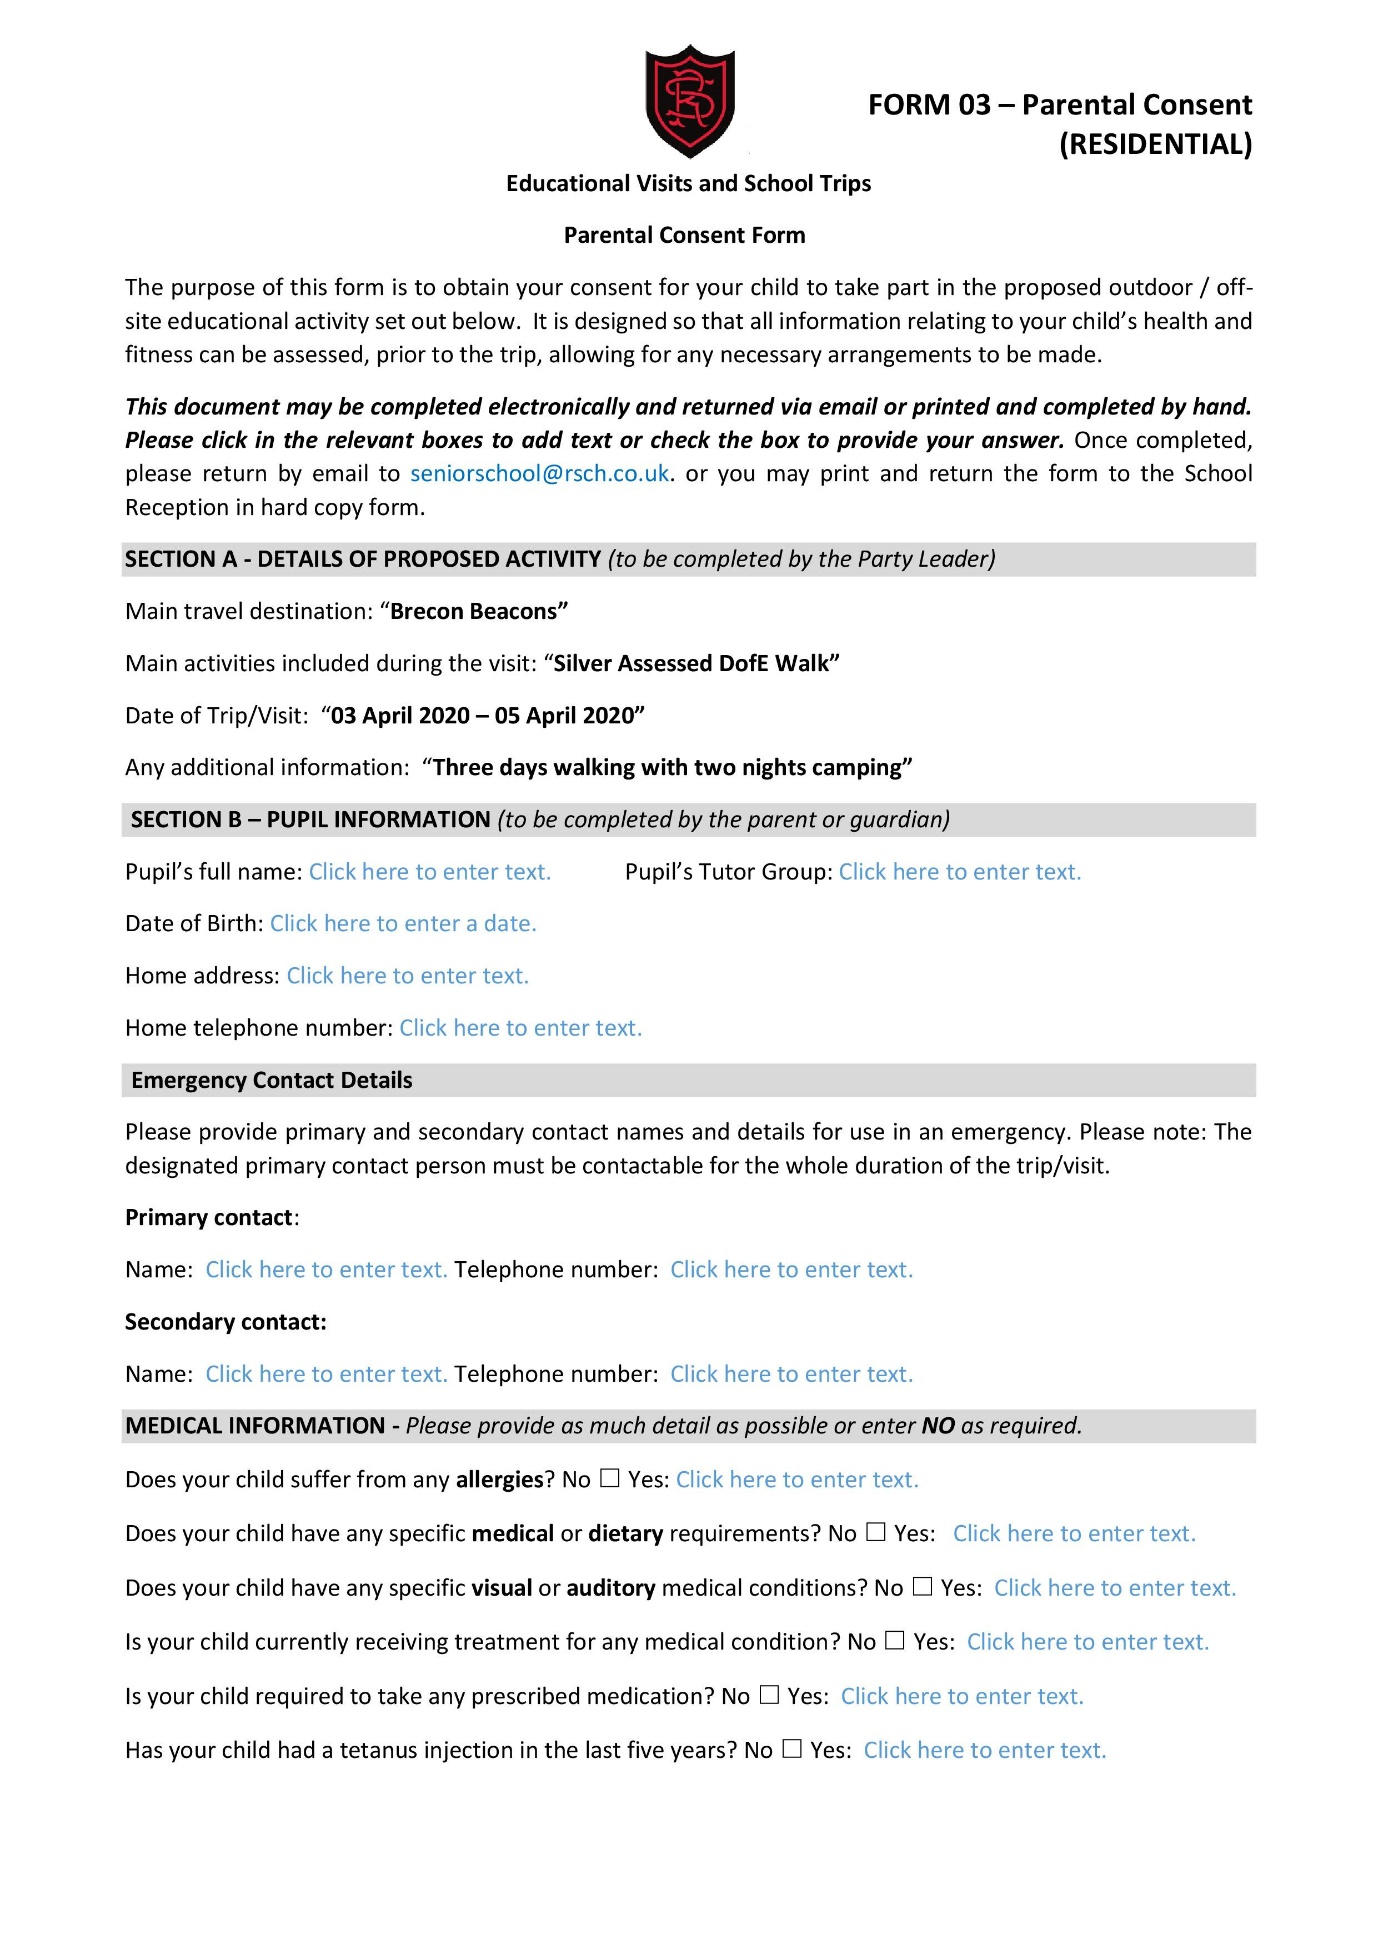 FORM 03 – Parental Consent
(RESIDENTIAL)
Educational Visits and School Trips
Parental Consent Form
The purpose of this form is to obtain your consent for your child to take part in the proposed outdoor / off-
site educational activity set out below.  It is designed so that all information relating to your child’s health and
fitness can be assessed, prior to the trip, allowing for any necessary arrangements to be made.
This document may be completed electronically and returned via email or printed and completed by hand.
Please click in the relevant boxes to add text or check the box to provide your answer. Once completed,
please return by email to seniorschool@rsch.co.uk. or you may print and return the form to the School
Reception in hard copy form.
SECTION A - DETAILS OF PROPOSED ACTIVITY (to be completed by the Party Leader)
Main travel destination: “Brecon Beacons”
Main activities included during the visit: “Silver Assessed DofE Walk”
Date of Trip/Visit:  “03 April 2020 – 05 April 2020”
Any additional information:  “Three days walking with two nights camping”
SECTION B – PUPIL INFORMATION (to be completed by the parent or guardian)
Pupil’s full name: Click here to enter text. Pupil’s Tutor Group: Click here to enter text.
Date of Birth: Click here to enter a date.
Home address: Click here to enter text.
Home telephone number: Click here to enter text.
Emergency Contact Details
Please provide primary and secondary contact names and details for use in an emergency. Please note: The
designated primary contact person must be contactable for the whole duration of the trip/visit.
Primary contact:
Name:  Click here to enter text. Telephone number:  Click here to enter text.
Secondary contact:
Name:  Click here to enter text. Telephone number:  Click here to enter text.
MEDICAL INFORMATION - Please provide as much detail as possible or enter NO as required.
Does your child suffer from any allergies? No ☐ Yes: Click here to enter text.
Does your child have any specific medical or dietary requirements? No ☐ Yes:  Click here to enter text.
Does your child have any specific visual or auditory medical conditions? No ☐ Yes:  Click here to enter text.
Is your child currently receiving treatment for any medical condition? No ☐ Yes:  Click here to enter text.
Is your child required to take any prescribed medication? No ☐ Yes:  Click here to enter text.
Has your child had a tetanus injection in the last five years? No ☐ Yes:  Click here to enter text.